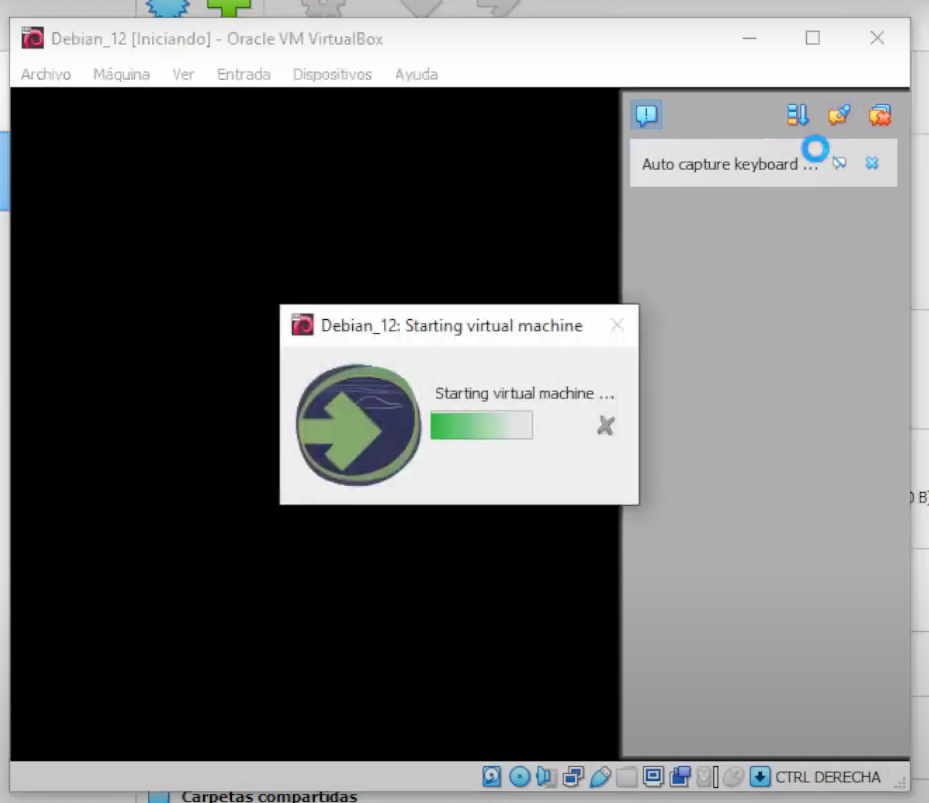 Debian_12 [Iniciando] - Oracle VM VirtualBox
Archivo Máquina Ver Entrada Dispositivos Ayuda
Auto capture keyboard ...
Debian_12: Starting virtual machine
Starting virtual machine ...
0 B)
CTRL DERECHA
Carpetas compartidas